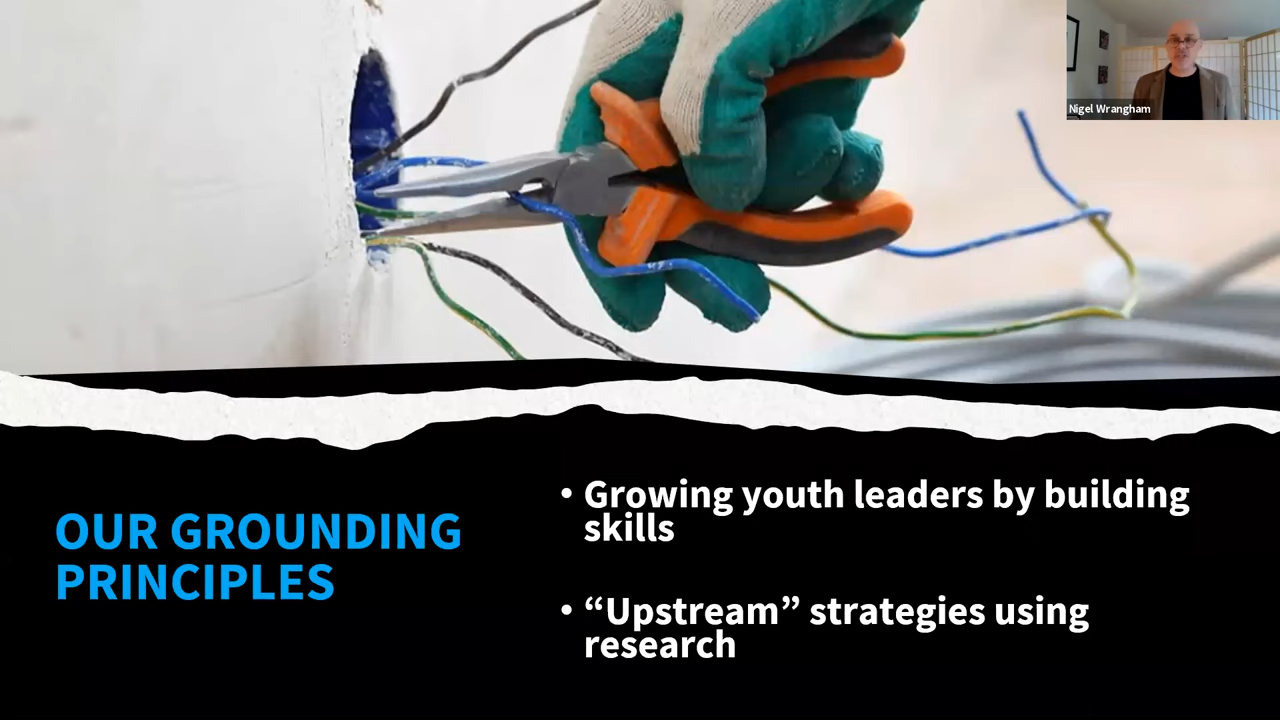 Nigel Wrangham
OUR GROUNDING
PRINCIPLES
• Growing youth leaders by building
skills
• “Upstream” strategies using
research